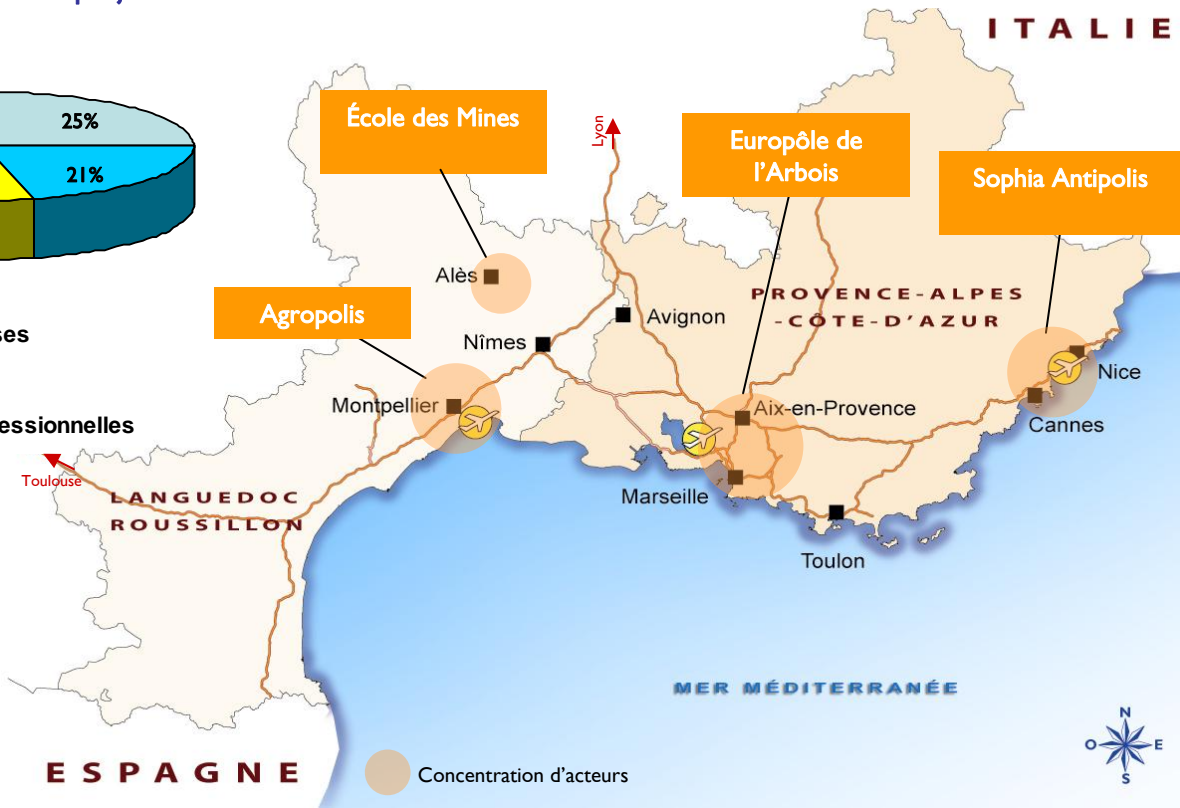 ITALIE
25%
21%
École des Mines
Lyon
Europôle de
l'Arbois
Sophia Antipolis
Alès
Agropolis
Nîmes
Avignon
PROVENCE-ALPES
-CÔTE-D'AZUR
Nice
Montpellier
Aix-en-Provence
Cannes
essionnelles
Toulouse
LANGUEDOC
ROUSSILLON
Marseille
Toulon
MER MÉDITERRANÉE
ESPAGNE
Concentration d'acteurs
N
O
E
S